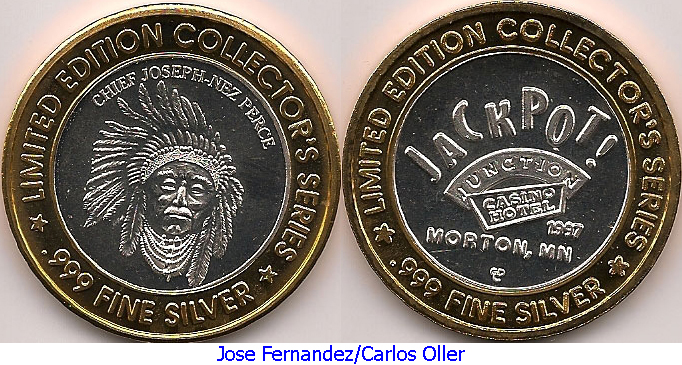 LIMITED EDITION COLLECTOR'S SERIES
CHIEF JOSEPH-NEZ PERCE
★ .999 FINE SILVER ★
LIMITED EDITION COLLECTOR'S SERIES
JACKPOT!
JUNCTION
CASINO
HOTEL
1997
MORTON, MN
★ .999 FINE SILVER ★
Jose Fernandez/Carlos Oller